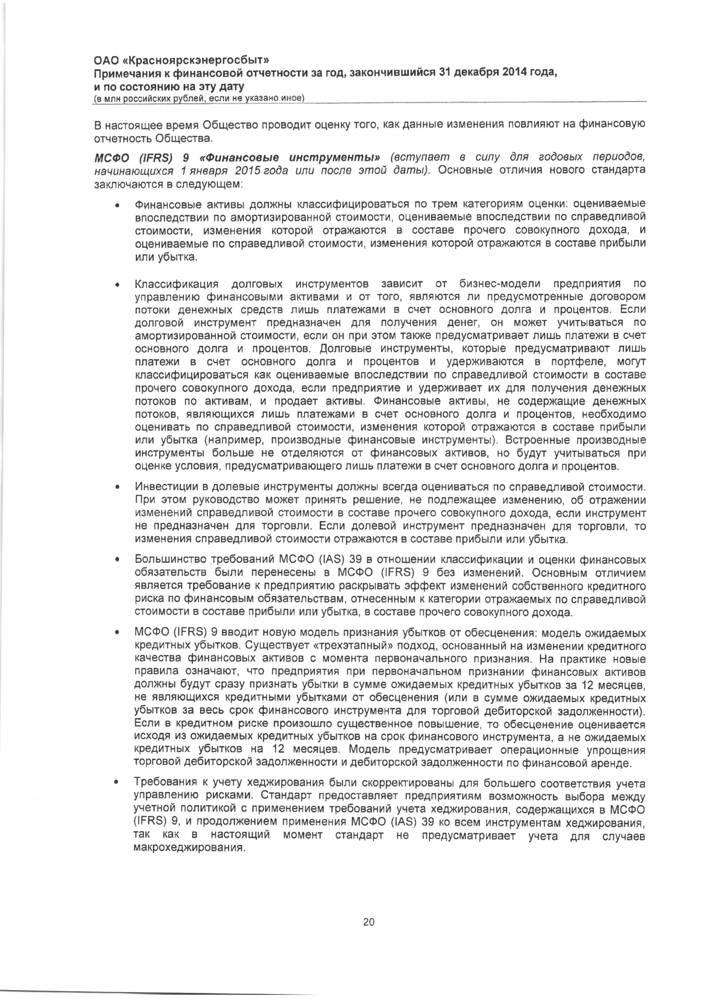 ОАО «Красноярскэнергосбыт»
Примечания к финансовой отчетности за год, закончившийся 31 декабря 2014 года,
и по состоянию на эту дату
(в млн российских рублей, если не указано иное)
В настоящее время Общество проводит оценку того, как данные изменения повлияют на финансовую
отчетность Общества.
МСФО (IFRS) 9 «Финансовые инструменты» (вступает в силу для годовых периодов,
начинающихся 1 января 2015 года или после этой даты). Основные отличия нового стандарта
заключаются в следующем:
• Финансовые активы должны классифицироваться по трем категориям оценки: оцениваемые
впоследствии по амортизированной стоимости, оцениваемые впоследствии по справедливой
стоимости, изменения которой отражаются в составе прочего совокупного дохода, и
оцениваемые по справедливой стоимости, изменения которой отражаются в составе прибыли
или убытка.
• Классификация долговых инструментов зависит от бизнес-модели предприятия по
управлению финансовыми активами и от того, являются ли предусмотренные договором
потоки денежных средств лишь платежами в счет основного долга и процентов. Если
долговой инструмент предназначен для получения денег, он может учитываться по
амортизированной стоимости, если он при этом также предусматривает лишь платежи в счет
основного долга и процентов. Долговые инструменты, которые предусматривают лишь
платежи в счет основного долга и процентов и удерживаются в портфеле, могут
классифицироваться как оцениваемые впоследствии по справедливой стоимости в составе
прочего совокупного дохода, если предприятие и удерживает их для получения денежных
потоков по активам, и продает активы. Финансовые активы, не содержащие денежных
потоков, являющихся лишь платежами в счет основного долга и процентов, необходимо
оценивать по справедливой стоимости, изменения которой отражаются в составе прибыли
или убытка (например, производные финансовые инструменты). Встроенные производные
инструменты больше не отделяются от финансовых активов, но будут учитываться при
оценке условия, предусматривающего лишь платежи в счет основного долга и процентов.
• Инвестиции в долевые инструменты должны всегда оцениваться по справедливой стоимости.
При этом руководство может принять решение, не подлежащее изменению, об отражении
изменений справедливой стоимости в составе прочего совокупного дохода, если инструмент
не предназначен для торговли. Если долевой инструмент предназначен для торговли, то
изменения справедливой стоимости отражаются в составе прибыли или убытка.
• Большинство требований МСФО (IAS) 39 в отношении классификации и оценки финансовых
обязательств были перенесены в МСФО (IFRS) 9 без изменений. Основным отличием
является требование к предприятию раскрывать эффект изменений собственного кредитного
риска по финансовым обязательствам, отнесенным к категории отражаемых по справедливой
стоимости в составе прибыли или убытка, в составе прочего совокупного дохода.
• МСФО (IFRS) 9 вводит новую модель признания убытков от обесценения: модель ожидаемых
кредитных убытков. Существует «трехэтапный» подход, основанный на изменении кредитного
качества финансовых активов с момента первоначального признания. На практике новые
правила означают, что предприятия при первоначальном признании финансовых активов
должны будут сразу признать убытки в сумме ожидаемых кредитных убытков за 12 месяцев,
не являющихся кредитными убытками от обесценения (или в сумме ожидаемых кредитных
убытков за весь срок финансового инструмента для торговой дебиторской задолженности).
Если в кредитном риске произошло существенное повышение, то обесценение оценивается
исходя из ожидаемых кредитных убытков на срок финансового инструмента, а не ожидаемых
кредитных убытков на 12 месяцев. Модель предусматривает операционные упрощения
торговой дебиторской задолженности и дебиторской задолженности по финансовой аренде.
• Требования к учету хеджирования были скорректированы для большего соответствия учета
управлению рисками. Стандарт предоставляет предприятиям возможность выбора между
учетной политикой с применением требований учета хеджирования, содержащихся в МСФО
(IFRS) 9, и продолжением применения МСФО (IAS) 39 ко всем инструментам хеджирования,
так как в настоящий момент стандарт не предусматривает учета для случаев
макрохеджирования.
20